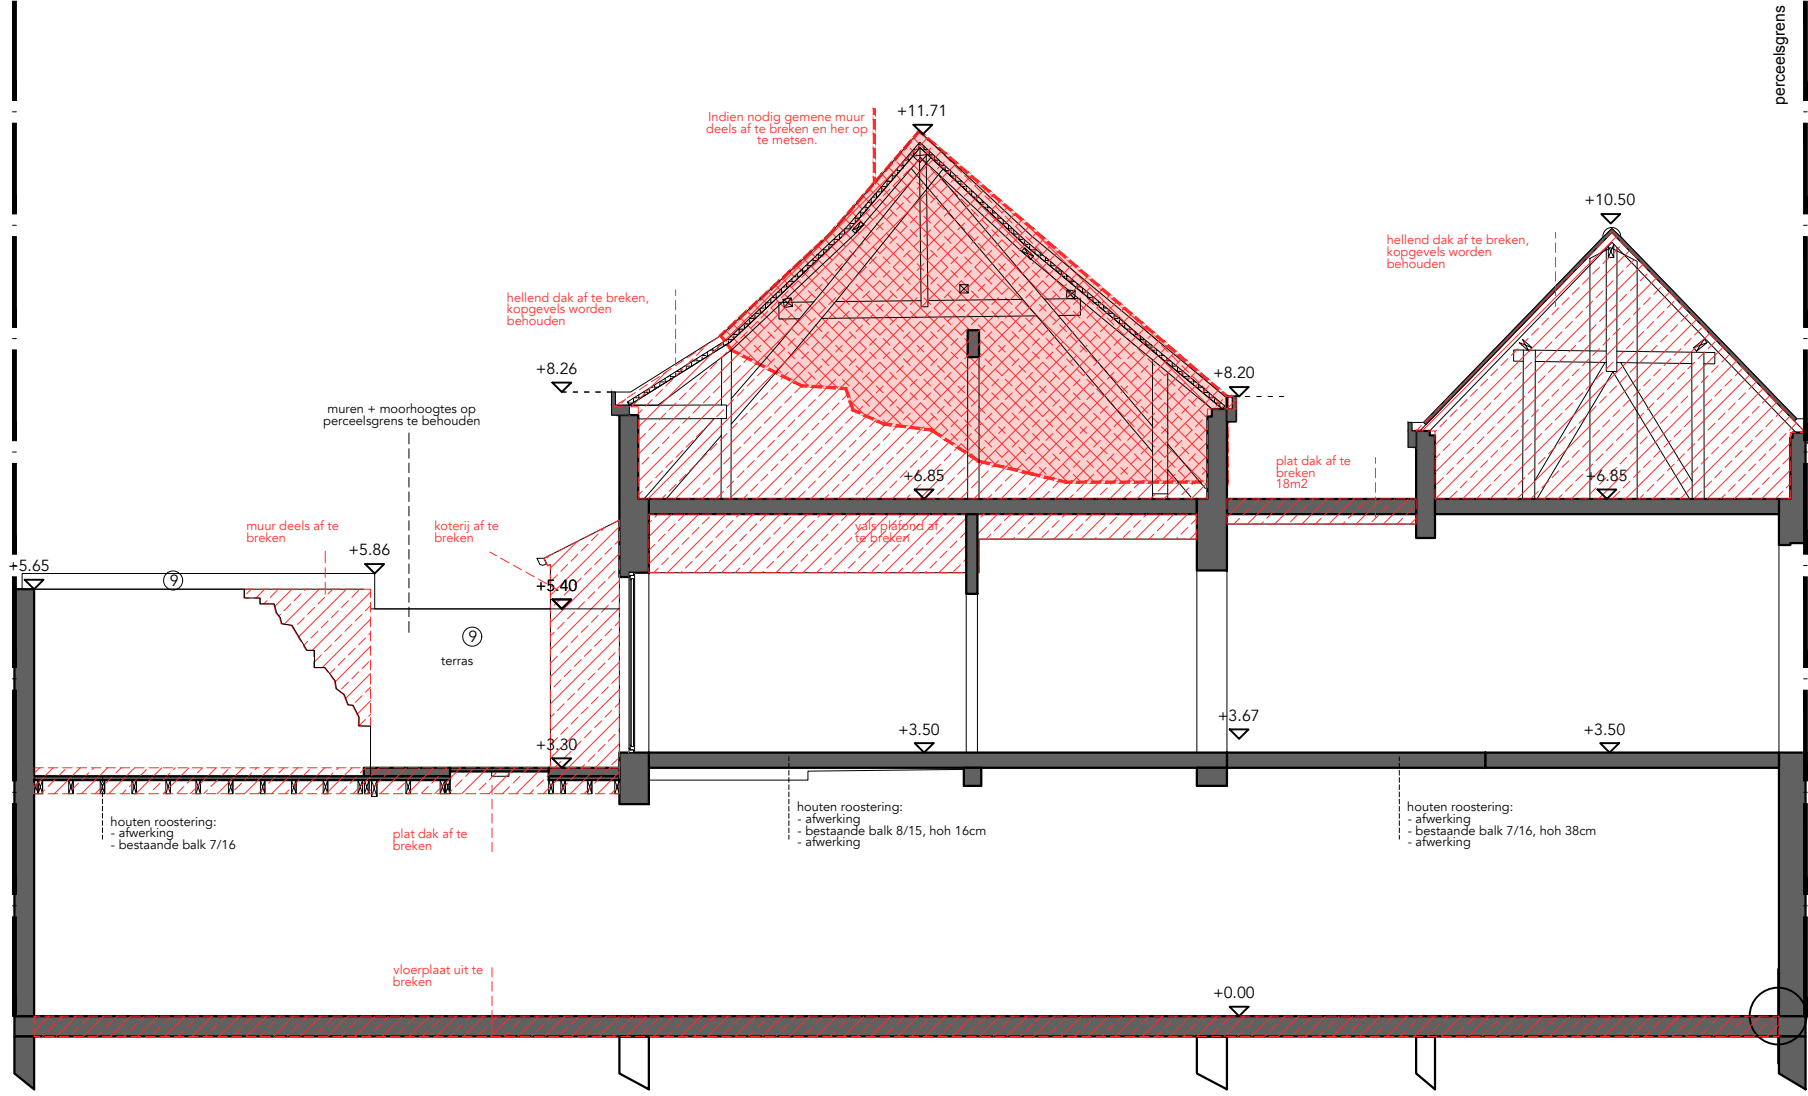 perceelsgrens
+11.71
Indien nodig gemene muur
deels af te breken en her op
te metsen.
+10.50
hellend dak af te breken,
kopgevels worden
behouden
hellend dak af te breken,
kopgevels worden
behouden
+8.26
+8.20
muren + moorhoogtes op
perceelsgrens te behouden
plat dak af te
breken
18m2
+6.85
+6.85
muur deels af te
breken
koterij af te
breken
vals plafond af
te breken
+5.65
9
+5.86
+5.40
9
terras
+3.30
+3.50
+3.67
+3.50
houten roostering:
- afwerking
- bestaande balk 7/16
plat dak af te
breken
houten roostering:
- afwerking
- bestaande balk 8/15, hoh 16cm
- afwerking
houten roostering:
- afwerking
- bestaande balk 7/16, hoh 38cm
- afwerking
vloerplaat uit te
breken
+0.00